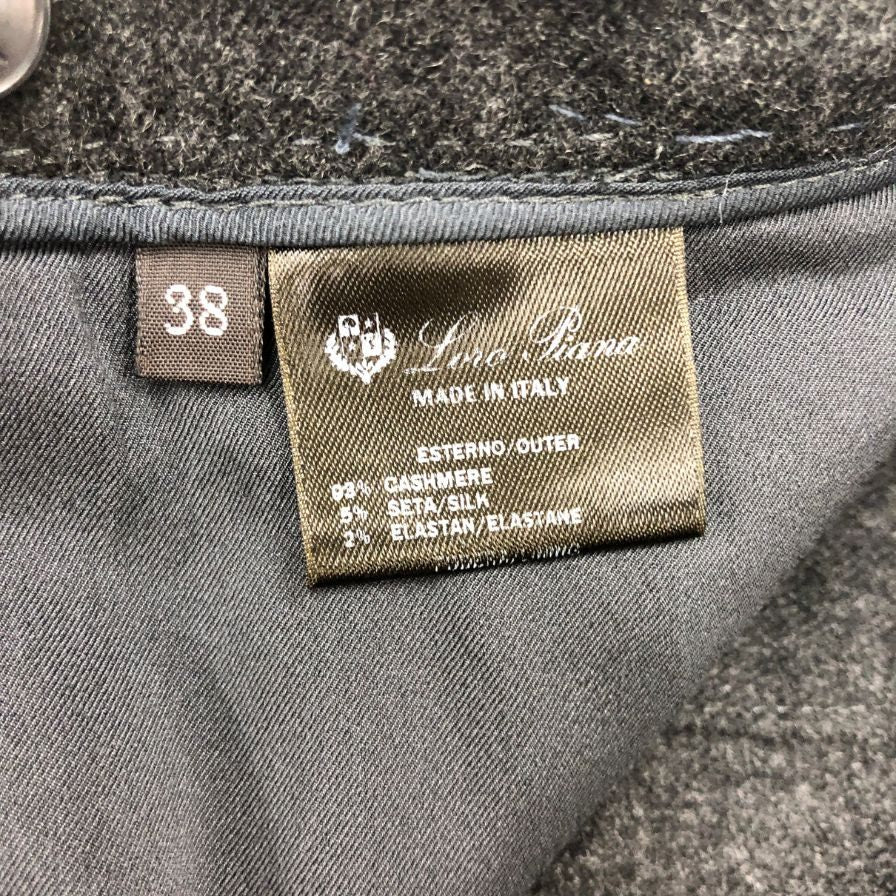 38
Loro Piana
MADE IN ITALY
ESTERNO/OUTER
93% CASHMERE
5% SETA/SILK
2% ELASTAN/ELASTANE